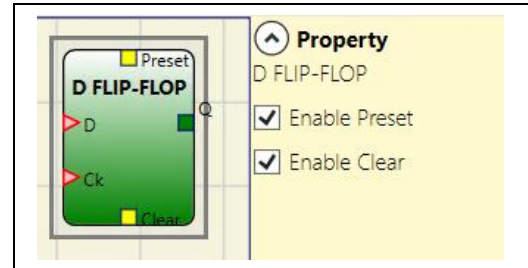 Preset
D FLIP-FLOP
D
Q
Ck
Clear
Property
D FLIP-FLOP
Enable Preset
Enable Clear